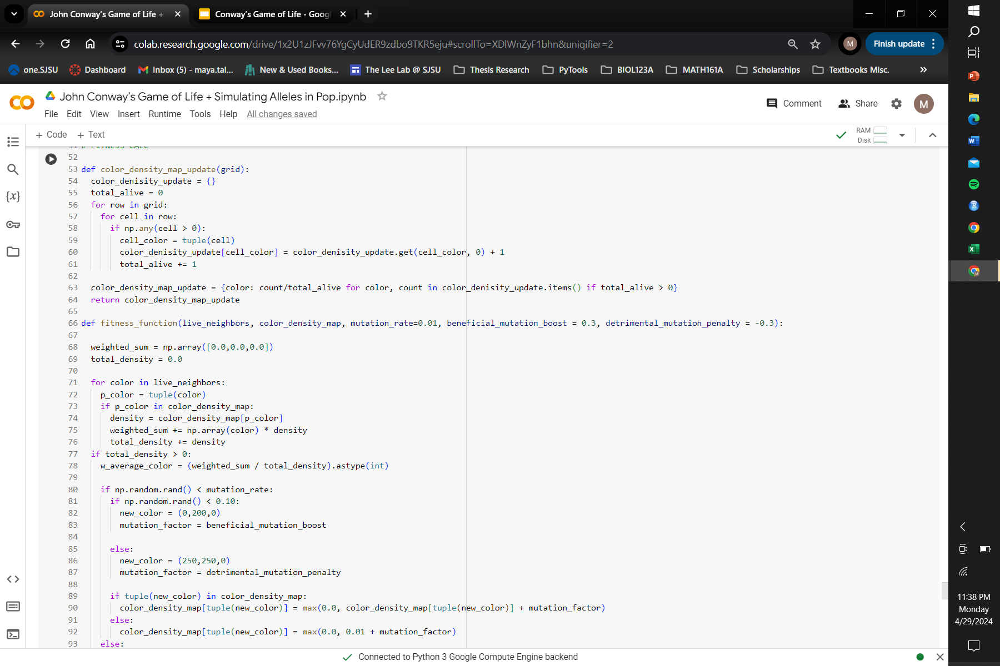 John Conway's Game of Life +
Conway's Game of Life - Goog
colab.research.google.com/drive/1x2U1zJFvv76YgCyUdER9zdbo9TKR5eju#scrollTo=XDlWnZyF1bhn&uniqifier=2
M
Finish update
one.SJSU
Dashboard
Inbox (5) - maya.tal...
New & Used Books...
The Lee Lab @ SJSU
Thesis Research
PyTools
BIOL123A
MATH161A
Scholarships
Textbooks Misc.
John Conway's Game of Life + Simulating Alleles in Pop.ipynb
File Edit View Insert Runtime Tools Help All changes saved
Comment
Share
M
+ Code + Text
RAM
Disk
51 # FITNESS CALC
52
53 def color_density_map_update(grid):
54 color_denisity_update = {}
55 total_alive = 0
56 for row in grid:
57 for cell in row:
58 if np.any(cell > 0):
59 cell_color = tuple(cell)
60 color_denisity_update[cell_color] = color_denisity_update.get(cell_color, 0) + 1
61 total_alive += 1
62
63 color_density_map_update = {color: count/total_alive for color, count in color_denisity_update.items() if total_alive > 0}
64 return color_density_map_update
65
66 def fitness_function(live_neighbors, color_density_map, mutation_rate=0.01, beneficial_mutation_boost = 0.3, detrimental_mutation_penalty = -0.3):
67
68 weighted_sum = np.array([0.0,0.0,0.0])
69 total_density = 0.0
70
71 for color in live_neighbors:
72 p_color = tuple(color)
73 if p_color in color_density_map:
74 density = color_density_map[p_color]
75 weighted_sum += np.array(color) * density
76 total_density += density
77 if total_density > 0:
78 w_average_color = (weighted_sum / total_density).astype(int)
79
80 if np.random.rand() < mutation_rate:
81 if np.random.rand() < 0.10:
82 new_color = (0,200,0)
83 mutation_factor = beneficial_mutation_boost
84
85 else:
86 new_color = (250,250,0)
87 mutation_factor = detrimental_mutation_penalty
88
89 if tuple(new_color) in color_density_map:
90 color_density_map[tuple(new_color)] = max(0.0, color_density_map[tuple(new_color)] + mutation_factor)
91 else:
92 color_density_map[tuple(new_color)] = max(0.0, 0.01 + mutation_factor)
93 else:
Connected to Python 3 Google Compute Engine backend
11:38 PM
Monday
4/29/2024